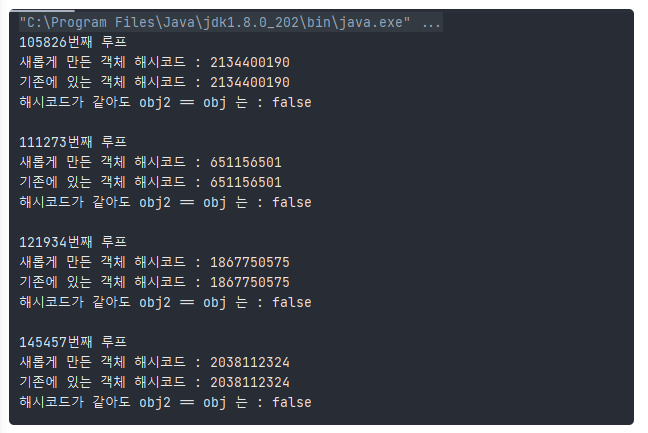 "C:\Program Files\Java\jdk1.8.0_202\bin\java.exe" ...
105826번째 루프
새롭게 만든 객체 해시코드 : 2134400190
기존에 있는 객체 해시코드 : 2134400190
해시코드가 같아도 obj2 == obj 는 : false
111273번째 루프
새롭게 만든 객체 해시코드 : 651156501
기존에 있는 객체 해시코드 : 651156501
해시코드가 같아도 obj2 == obj 는 : false
121934번째 루프
새롭게 만든 객체 해시코드 : 1867750575
기존에 있는 객체 해시코드 : 1867750575
해시코드가 같아도 obj2 == obj 는 : false
145457번째 루프
새롭게 만든 객체 해시코드 : 2038112324
기존에 있는 객체 해시코드 : 2038112324
해시코드가 같아도 obj2 == obj 는 : false